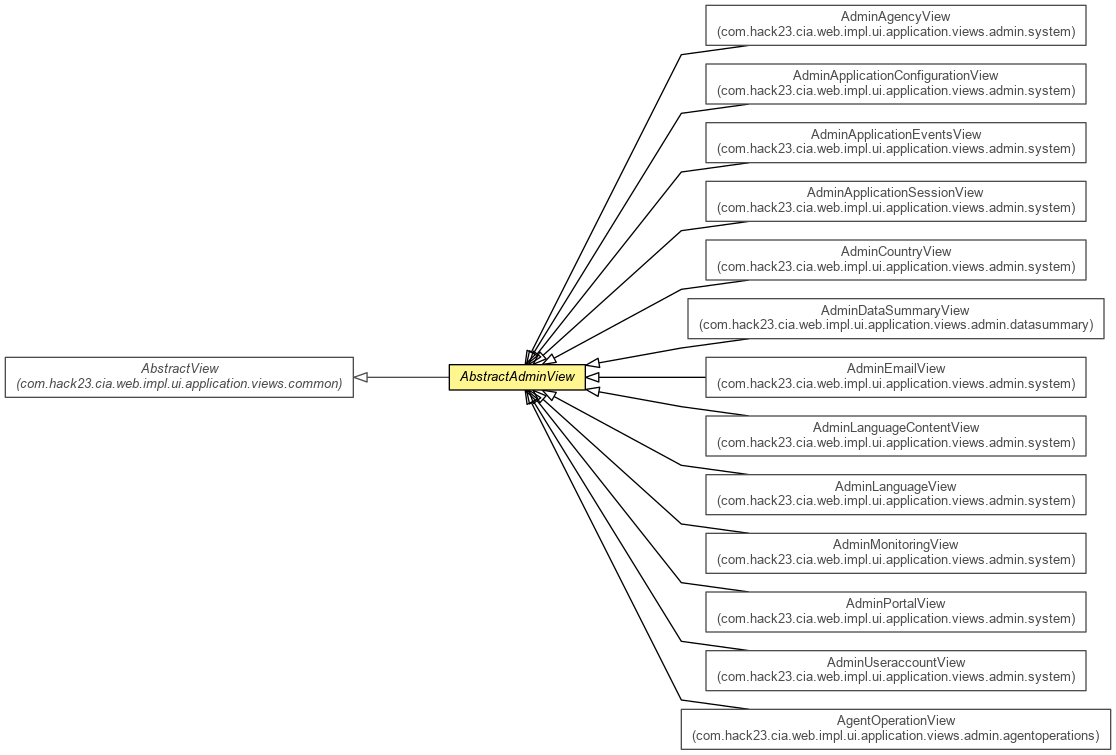 AdminAgencyView
(com.hack23.cia.web.impl.ui.application.views.admin.system)
AdminApplicationConfigurationView
(com.hack23.cia.web.impl.ui.application.views.admin.system)
AdminApplicationEventsView
(com.hack23.cia.web.impl.ui.application.views.admin.system)
AdminApplicationSessionView
(com.hack23.cia.web.impl.ui.application.views.admin.system)
AdminCountryView
(com.hack23.cia.web.impl.ui.application.views.admin.system)
AdminDataSummaryView
(com.hack23.cia.web.impl.ui.application.views.admin.datasummary)
AbstractView
(com.hack23.cia.web.impl.ui.application.views.common)
AbstractAdminView
AdminEmailView
(com.hack23.cia.web.impl.ui.application.views.admin.system)
AdminLanguageContentView
(com.hack23.cia.web.impl.ui.application.views.admin.system)
AdminLanguageView
(com.hack23.cia.web.impl.ui.application.views.admin.system)
AdminMonitoringView
(com.hack23.cia.web.impl.ui.application.views.admin.system)
AdminPortalView
(com.hack23.cia.web.impl.ui.application.views.admin.system)
AdminUseraccountView
(com.hack23.cia.web.impl.ui.application.views.admin.system)
AgentOperationView
(com.hack23.cia.web.impl.ui.application.views.admin.agentoperations)